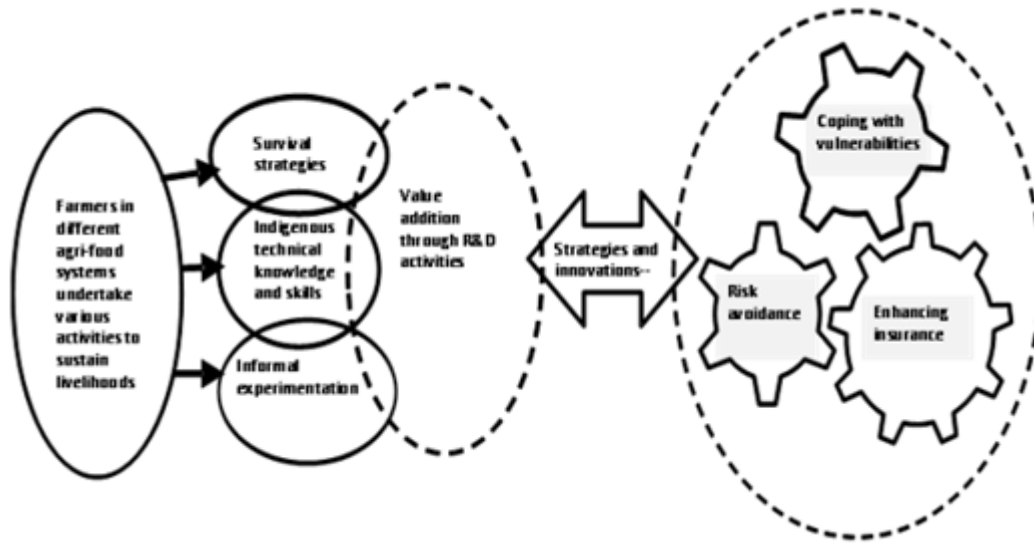 Farmers in
different
agri-food
systems
undertake
various
activities to
sustain
livelihoods
Survival
strategies
Indigenous
technical
knowledge
and skills
Informal
experimentation
Value
addition
through R&D
activities
Strategies and
innovations--
Coping with
vulnerabilities
Risk
avoidance
Enhancing
insurance